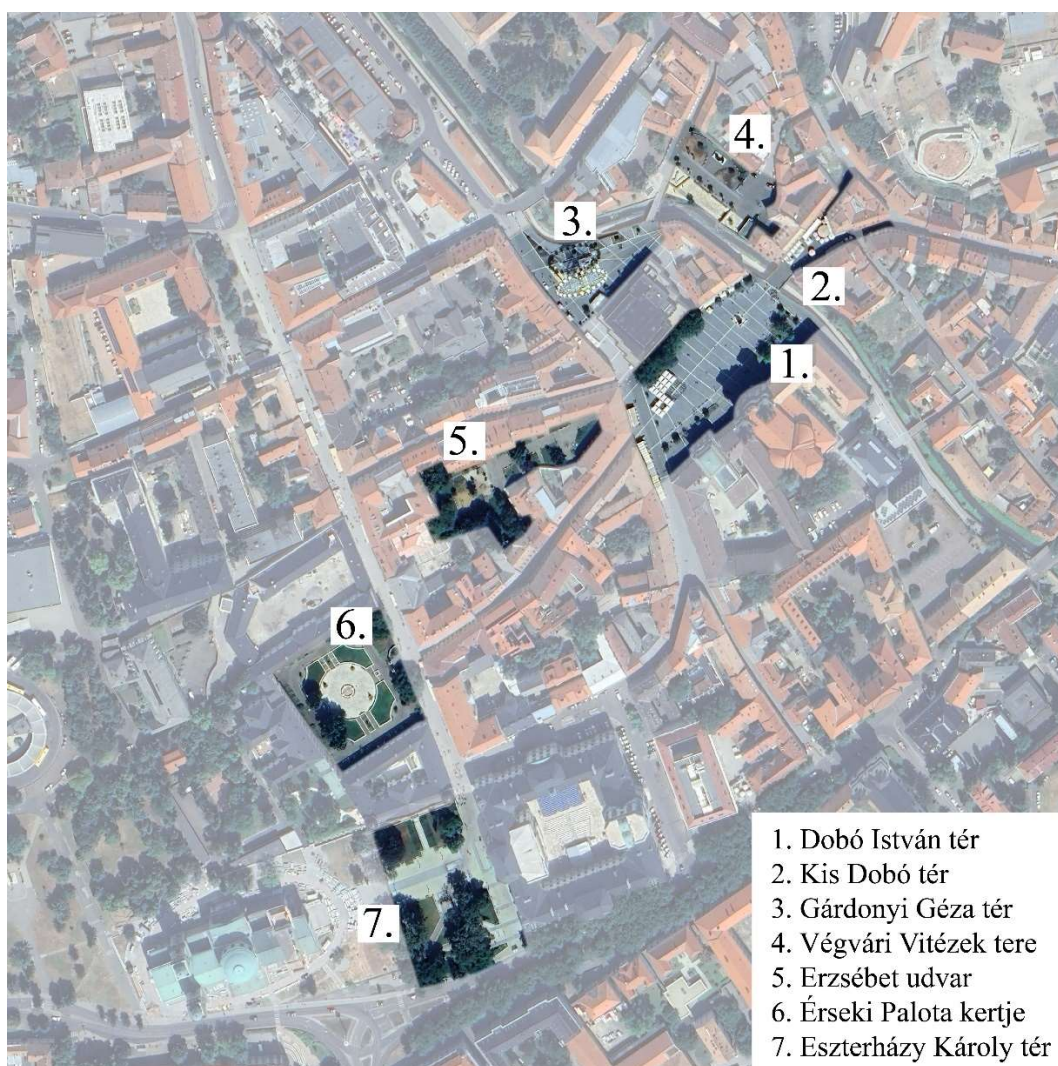 4.
3.
2.
1.
5.
6.
7.
1. Dobó István tér
2. Kis Dobó tér
3. Gárdonyi Géza tér
4. Végvári Vitézek tere
5. Erzsébet udvar
6. Érseki Palota kertje
7. Eszterházy Károly tér